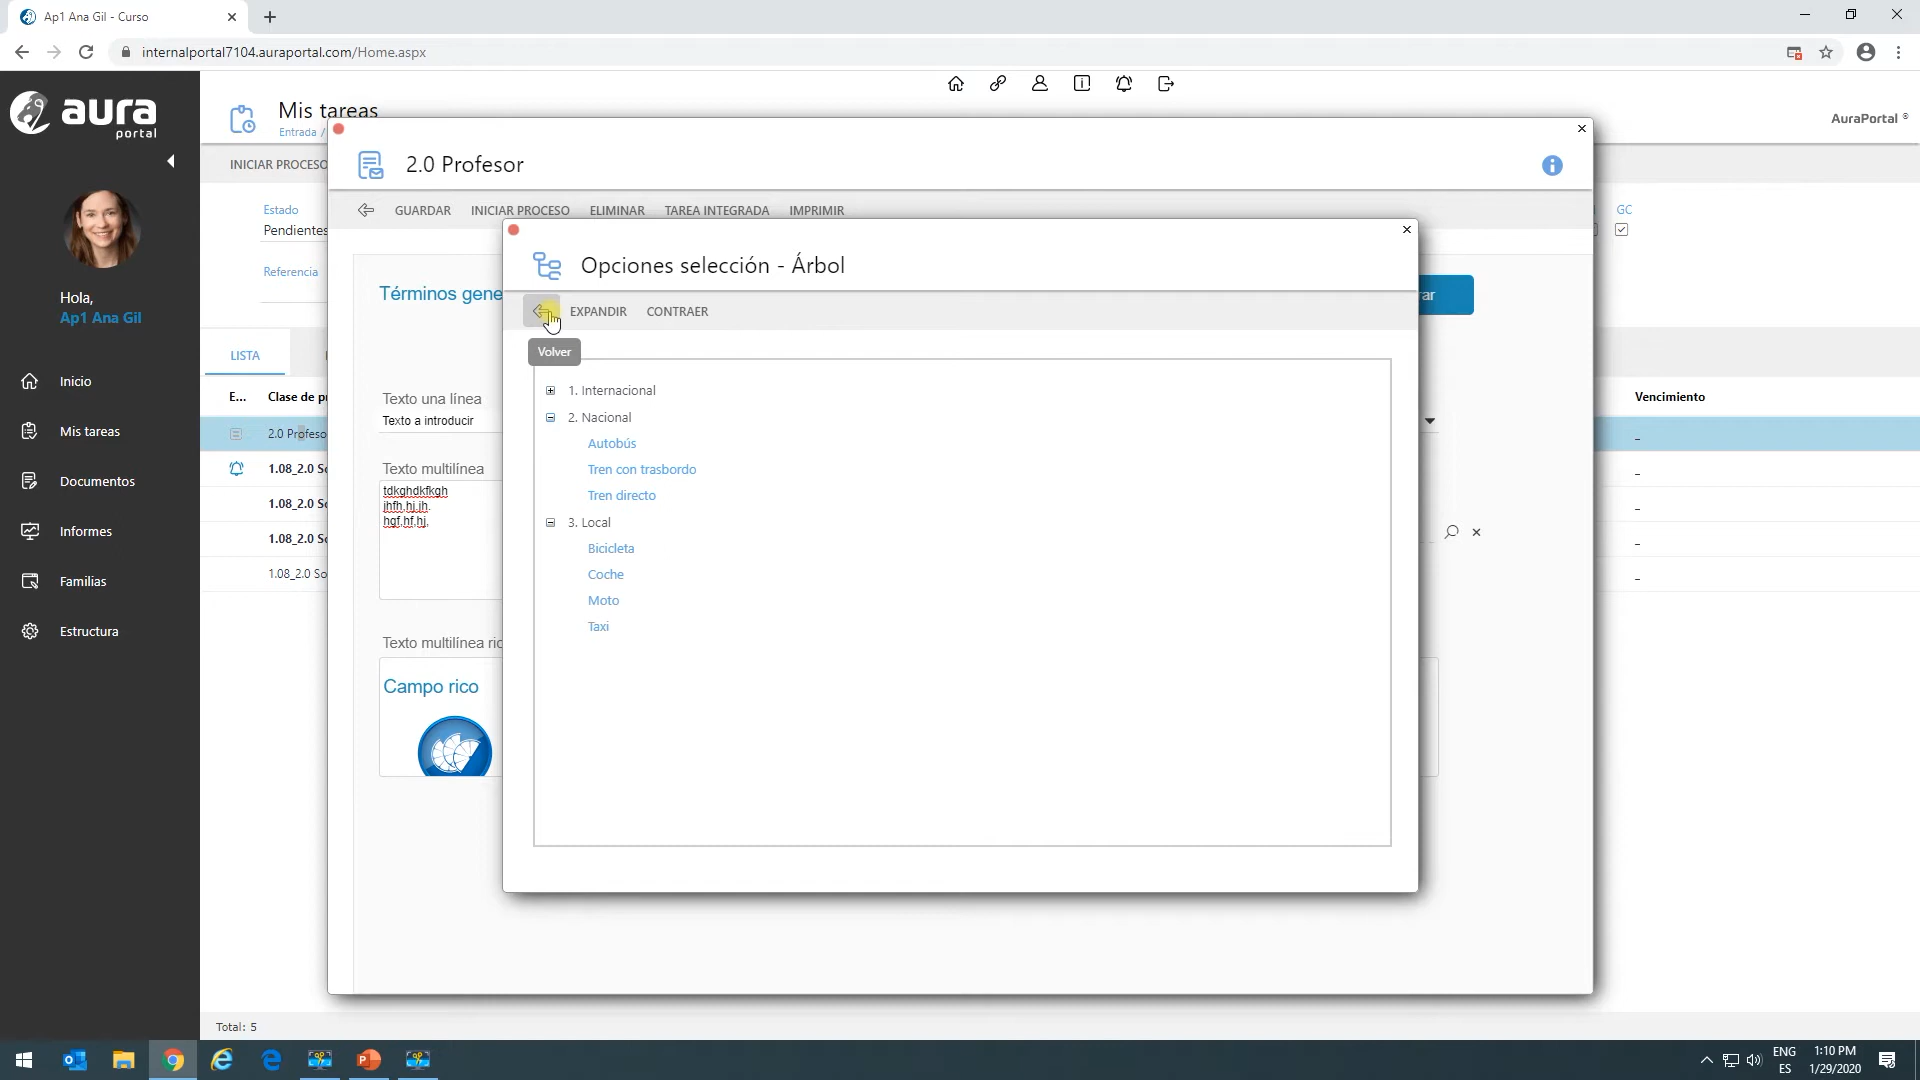 Ap1 Ana Gil - Curso
internalportal7104.auraportal.com/Home.aspx
aura
portal
Mis tareas
Entrada /
AuraPortal ®
INICIAR PROCESO
2.0 Profesor
GUARDAR INICIAR PROCESO ELIMINAR TAREA INTEGRADA IMPRIMIR
Estado
Pendientes
GC
Referencia
Opciones selección - Árbol
EXPANDIR CONTRAER
Volver
1. Internacional
2. Nacional
Autobús
Tren con trasbordo
Tren directo
3. Local
Bicicleta
Coche
Moto
Taxi
Términos gene
rar
Texto una línea
Texto a introducir
Texto multilínea
tdkghdkfkgh
jhfh,hj,jh.
hgf,hf,hj,
Texto multilínea ric
Campo rico
Hola,
Ap1 Ana Gil
Inicio
Mis tareas
Documentos
Informes
Familias
Estructura
LISTA
E... Clase de pr
Vencimiento
2.0 Profeso
–
1.08_2.0 So
–
1.08_2.0 So
–
1.08_2.0 So
–
1.08_2.0 So
–
Total: 5
ENG
ES
1:10 PM
1/29/2020